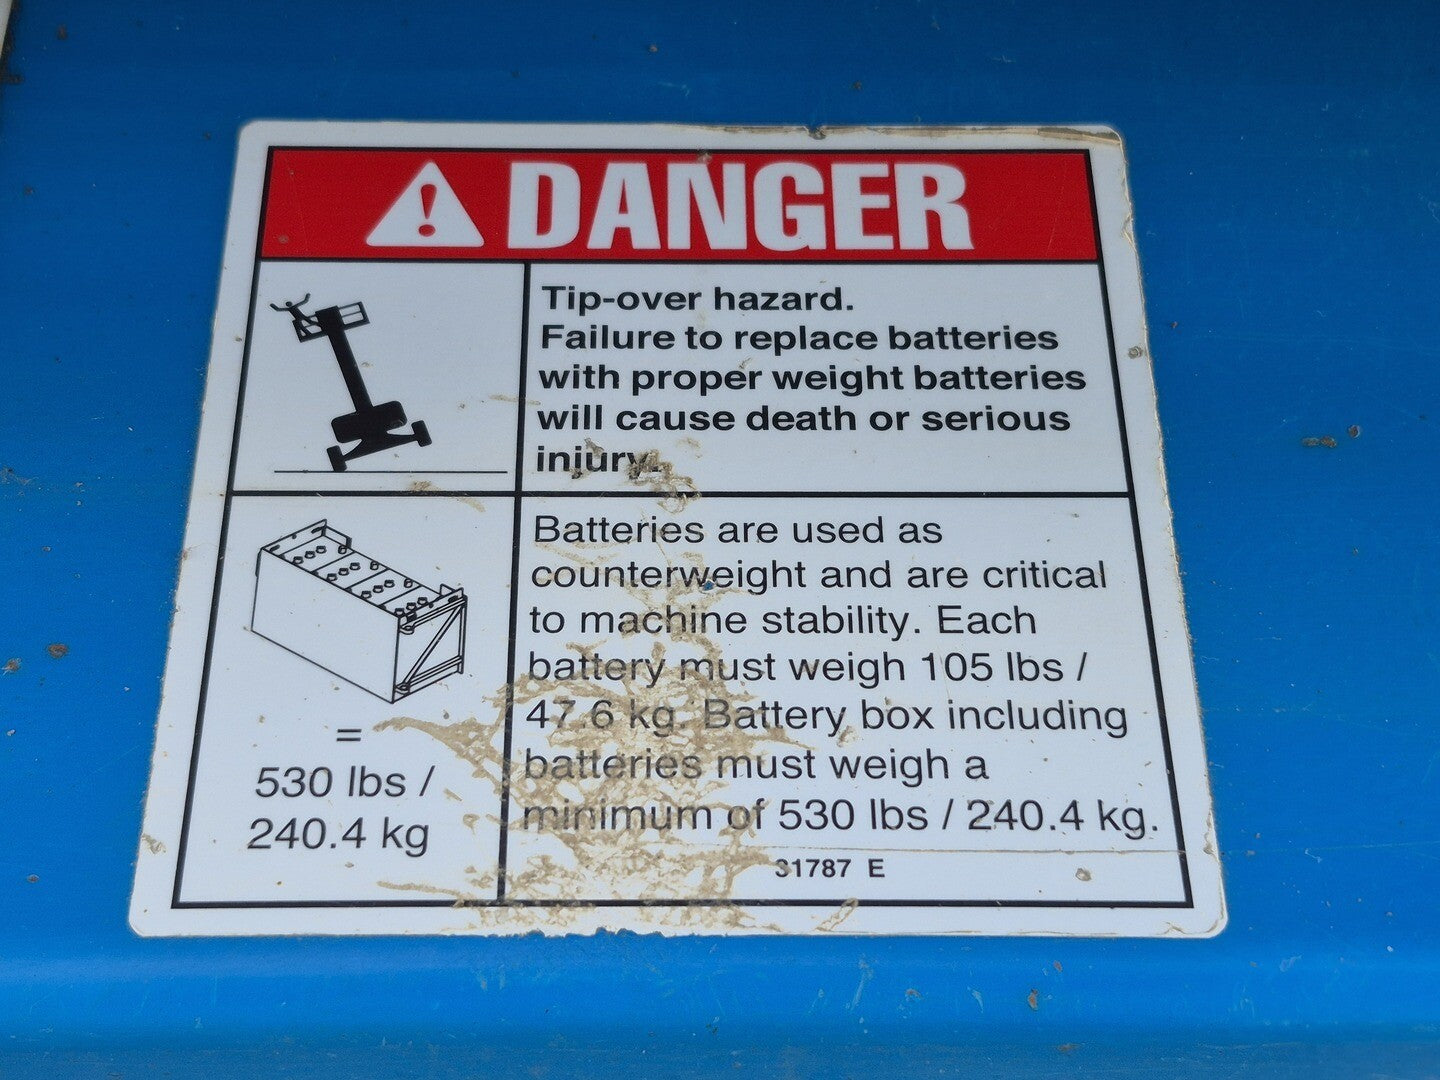 DANGER
Tip-over hazard.
Failure to replace batteries
with proper weight batteries
will cause death or serious
injury.
Batteries are used as
counterweight and are critical
to machine stability. Each
battery must weigh 105 lbs /
47.6 kg. Battery box including
batteries must weigh a
minimum of 530 lbs / 240.4 kg.
31787 E
=
530 lbs /
240.4 kg